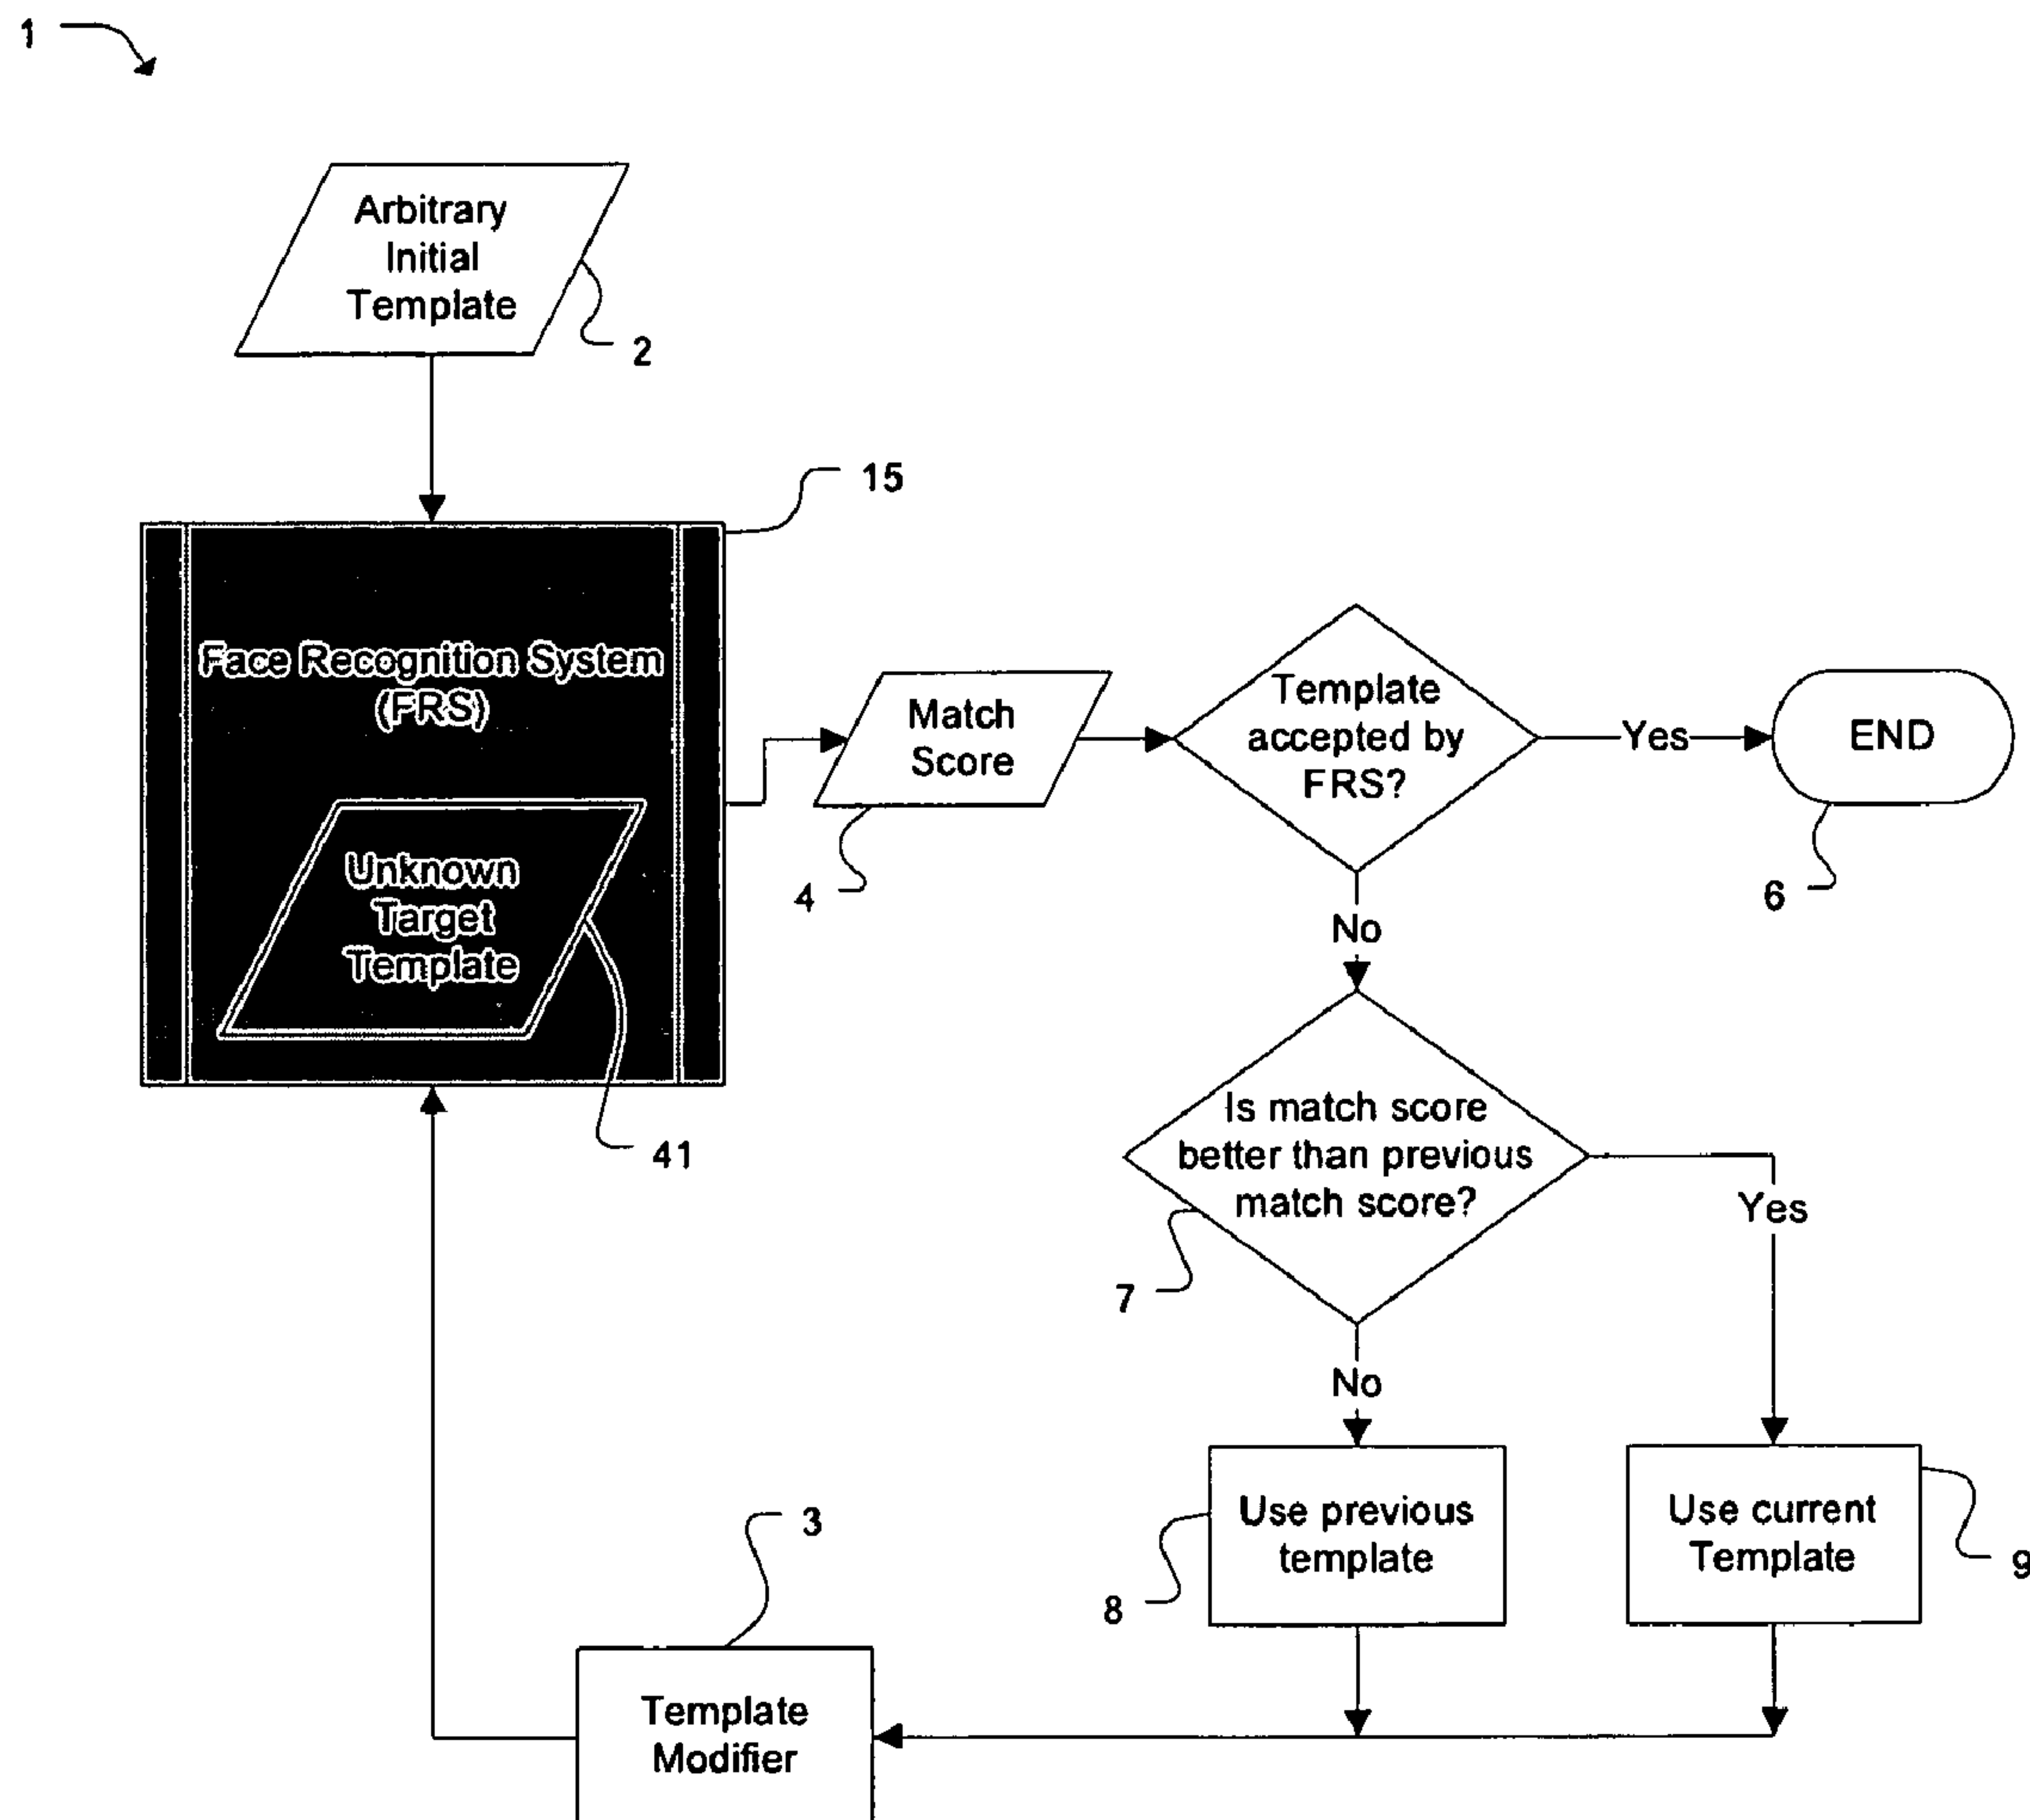 1
Arbitrary
Initial
Template
2
15
Face Recognition System
(FRS)
Unknown
Target
Template
41
Match
Score
4
Template
accepted by
FRS?
Yes
END
6
No
Is match score
better than previous
match score?
7
Yes
No
Use previous
template
8
Use current
Template
9
3
Template
Modifier